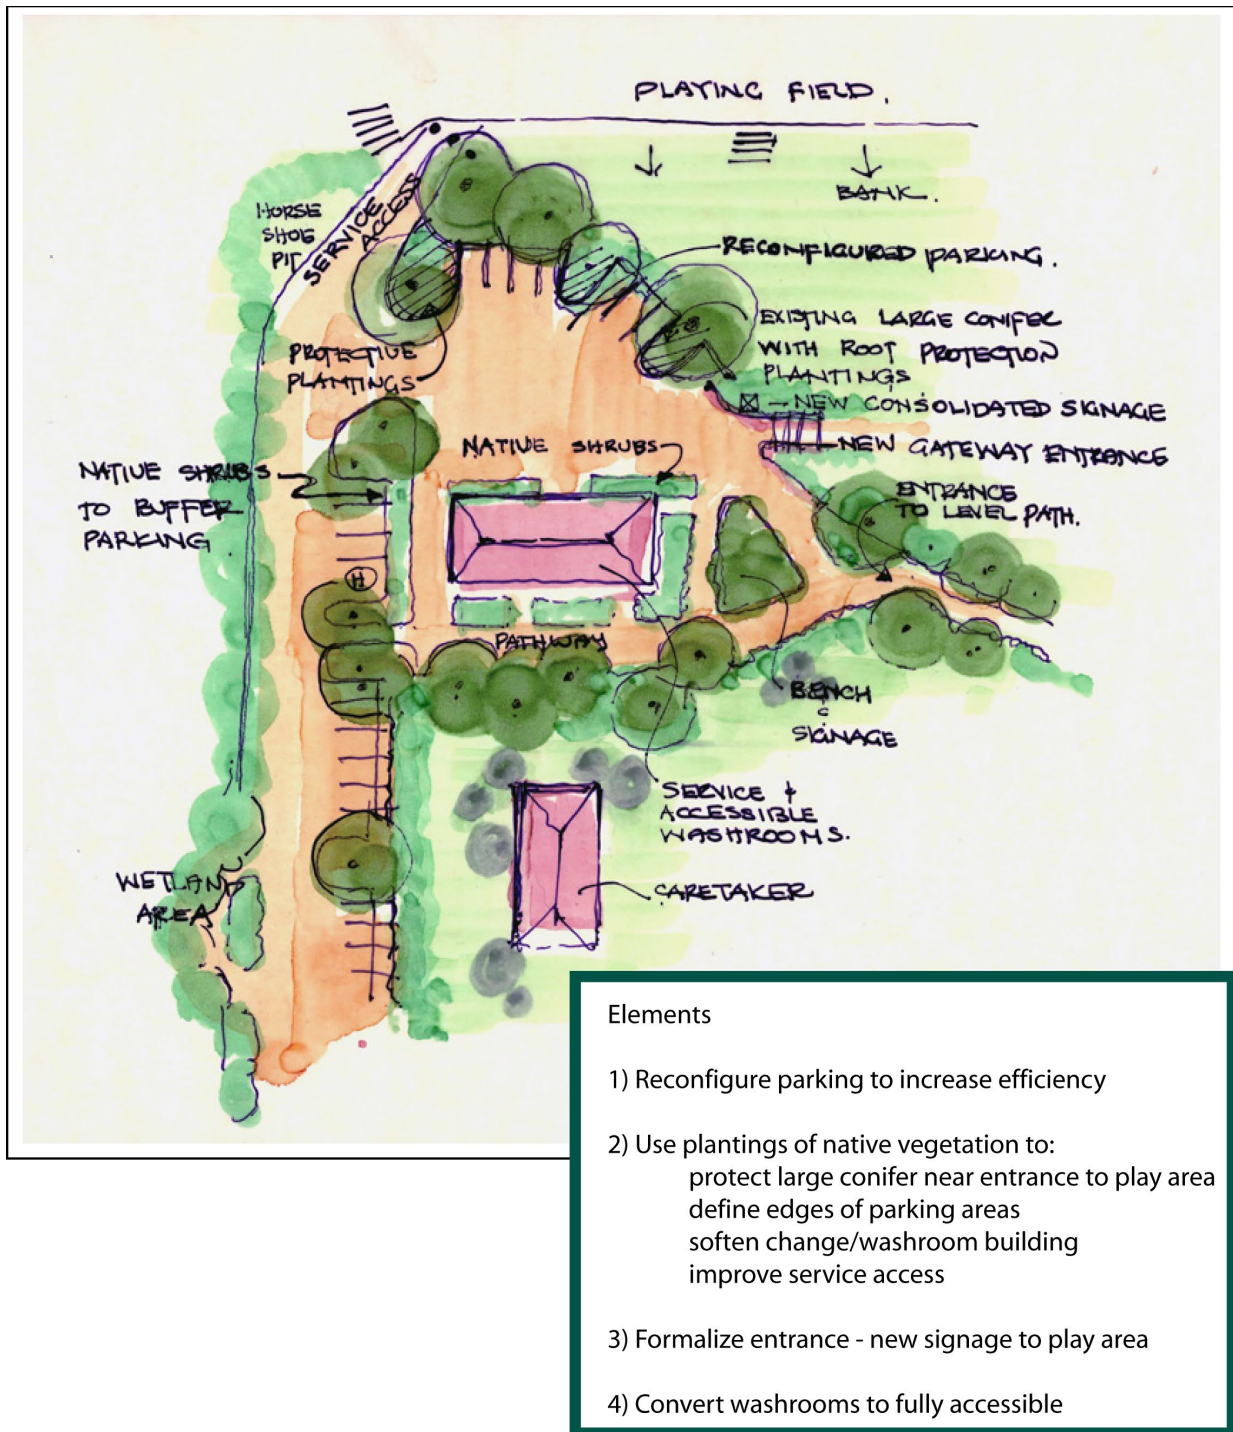 PLAYING FIELD.
BANK.
HORSE
SHOE
PIT
SERVICE
ACCESS
RECONFIGURED PARKING.
EXISTING LARGE CONIFER
WITH ROOT PROTECTION
PLANTINGS
PROTECTIVE
PLANTINGS
NEW CONSOLIDATED SIGNAGE
NATIVE SHRUBS
NEW GATEWAY ENTRANCE
NATIVE SHRUBS
TO BUFFER
PARKING
ENTRANCE
TO LEVEL PATH.
H
PATHWAY
BENCH
&
SIGNAGE
SERVICE &
ACCESSIBLE
WASHROOMS.
CARETAKER
WETLAND
AREA
Elements
1) Reconfigure parking to increase efficiency
2) Use plantings of native vegetation to:
protect large conifer near entrance to play area
define edges of parking areas
soften change/washroom building
improve service access
3) Formalize entrance - new signage to play area
4) Convert washrooms to fully accessible